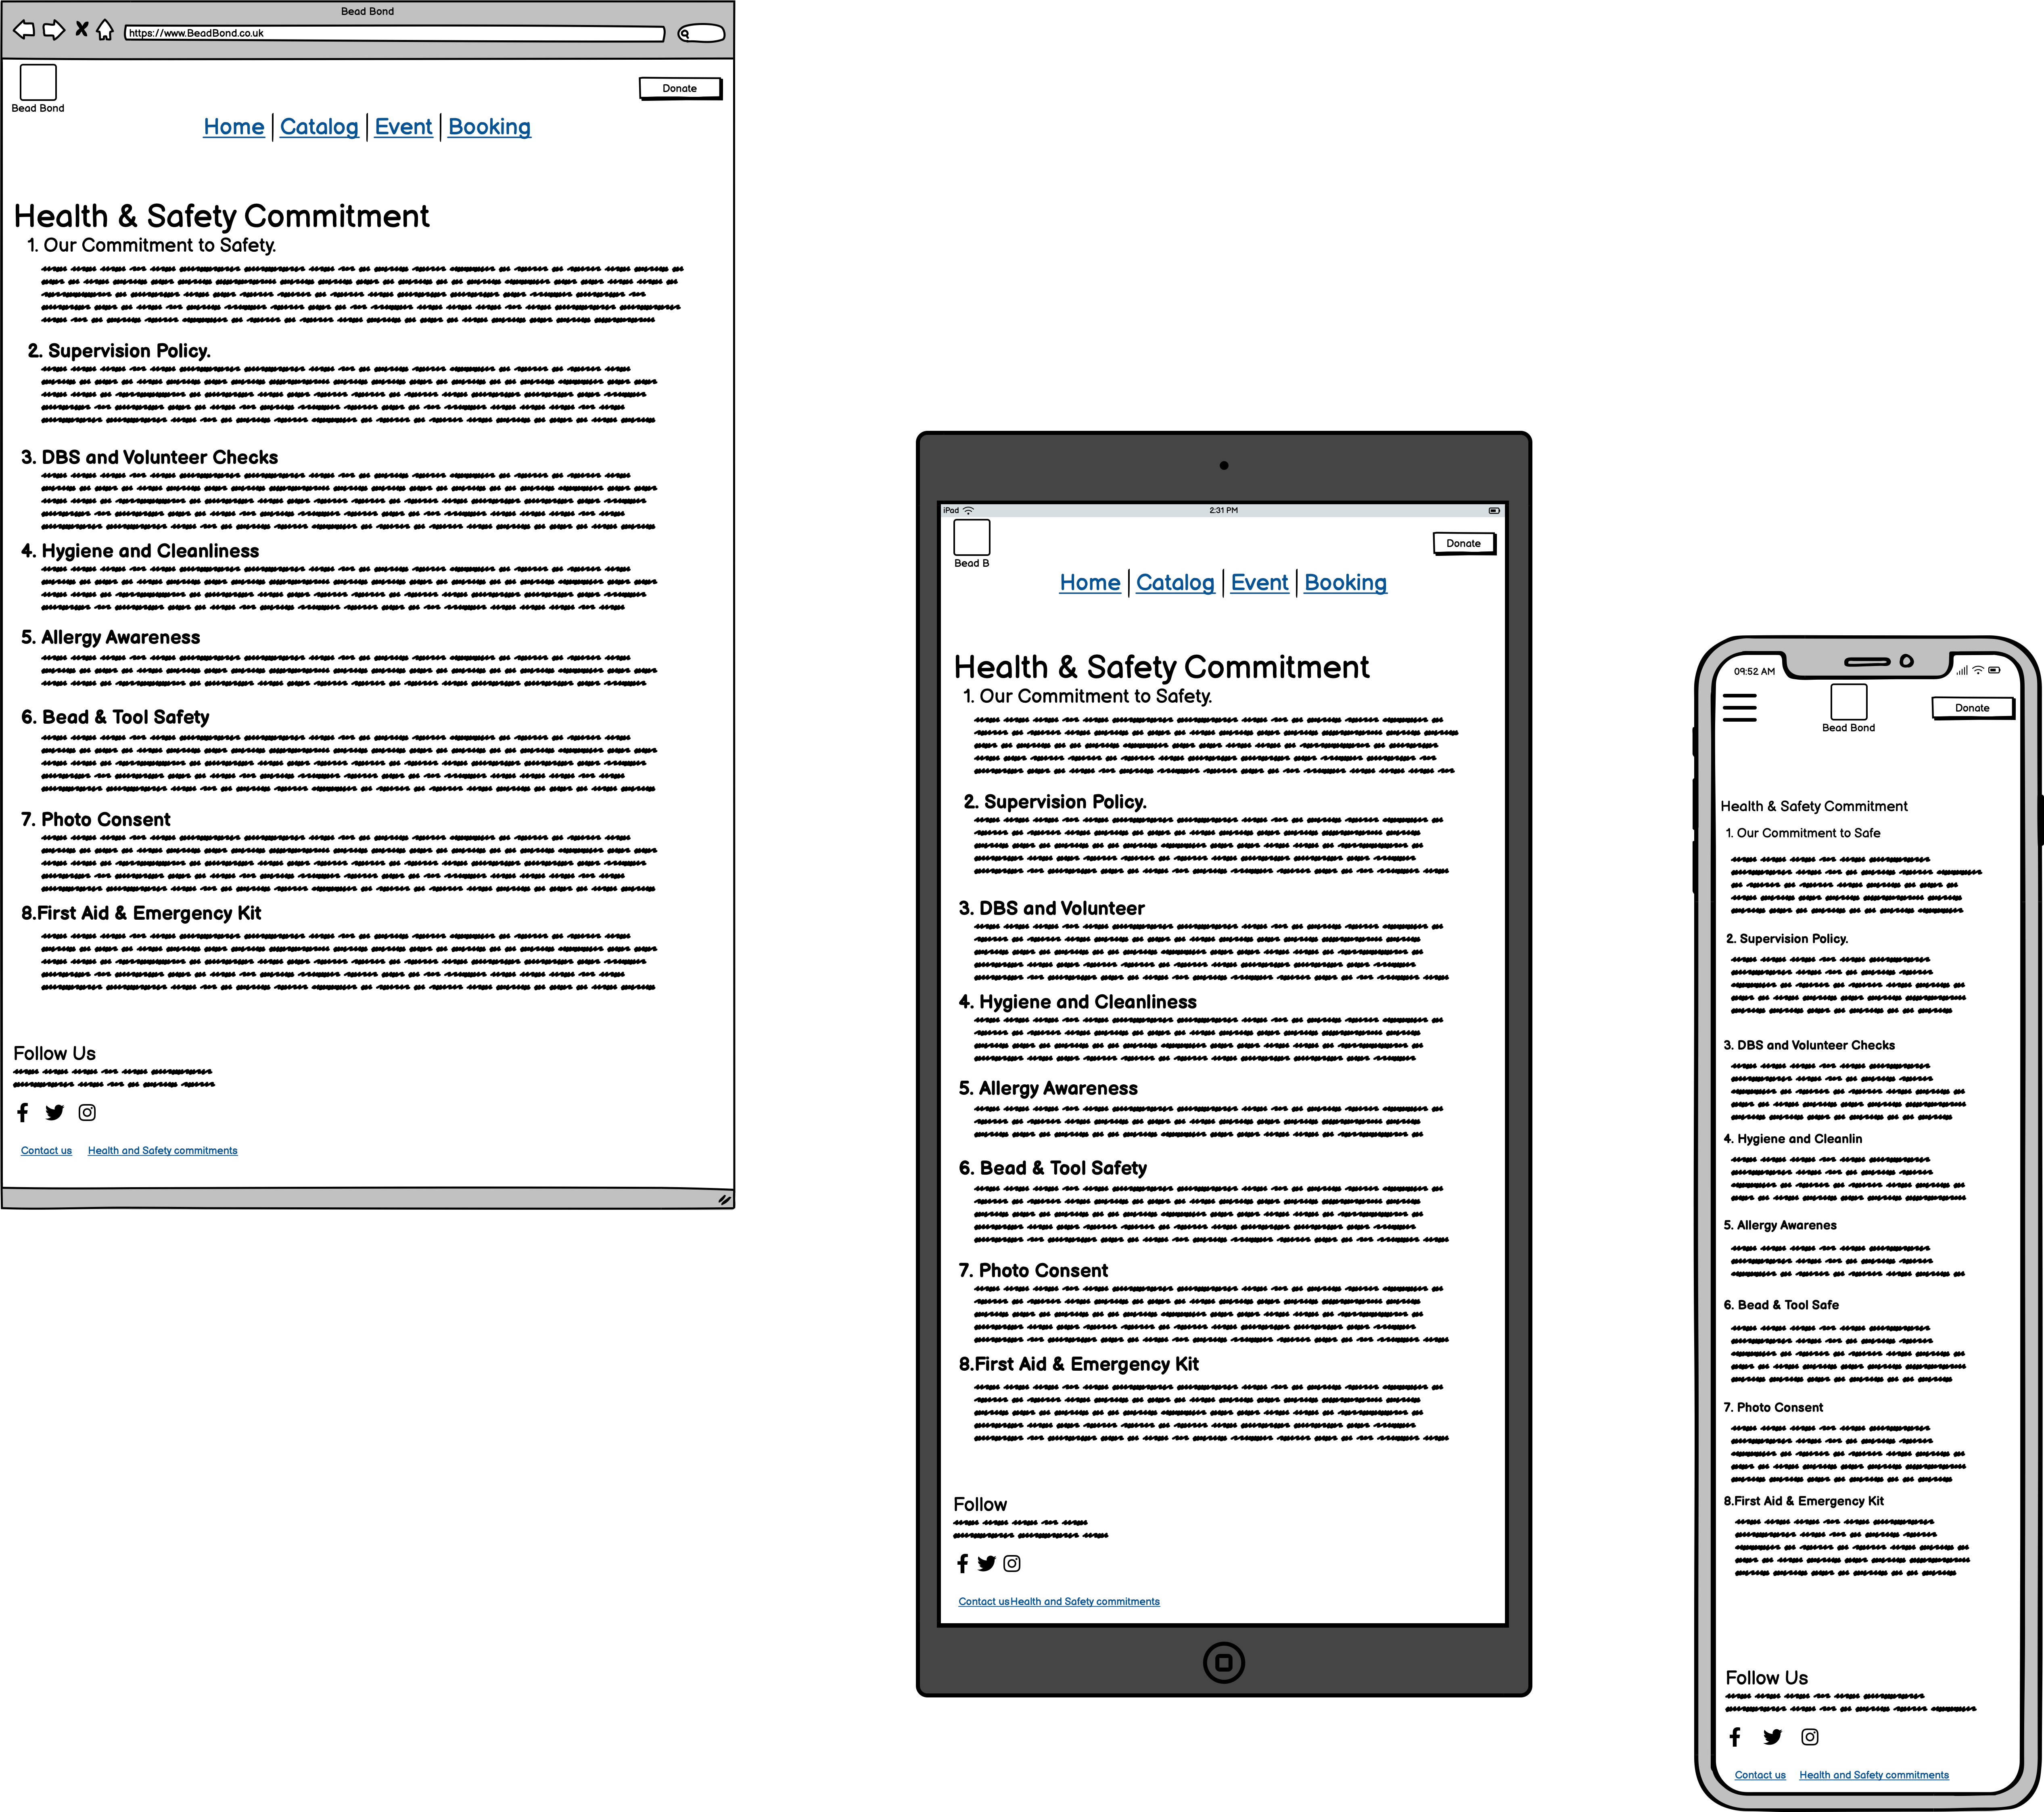 Bead Bond
https://www.BeadBond.co.uk
Bead Bond
Donate
Home Catalog Event Booking
Health & Safety Commitment
1. Our Commitment to Safety.
2. Supervision Policy.
3. DBS and Volunteer Checks
4. Hygiene and Cleanliness
5. Allergy Awareness
6. Bead & Tool Safety
7. Photo Consent
8.First Aid & Emergency Kit
Follow Us
Contact us Health and Safety commitments
iPad 2:31 PM
Bead B
Donate
Home Catalog Event Booking
Health & Safety Commitment
1. Our Commitment to Safety.
2. Supervision Policy.
3. DBS and Volunteer
4. Hygiene and Cleanliness
5. Allergy Awareness
6. Bead & Tool Safety
7. Photo Consent
8.First Aid & Emergency Kit
Follow
Contact us Health and Safety commitments
09:52 AM
Bead Bond
Donate
Health & Safety Commitment
1. Our Commitment to Safe
2. Supervision Policy.
3. DBS and Volunteer Checks
4. Hygiene and Cleanlin
5. Allergy Awarenes
6. Bead & Tool Safe
7. Photo Consent
8.First Aid & Emergency Kit
Follow Us
Contact us Health and Safety commitments